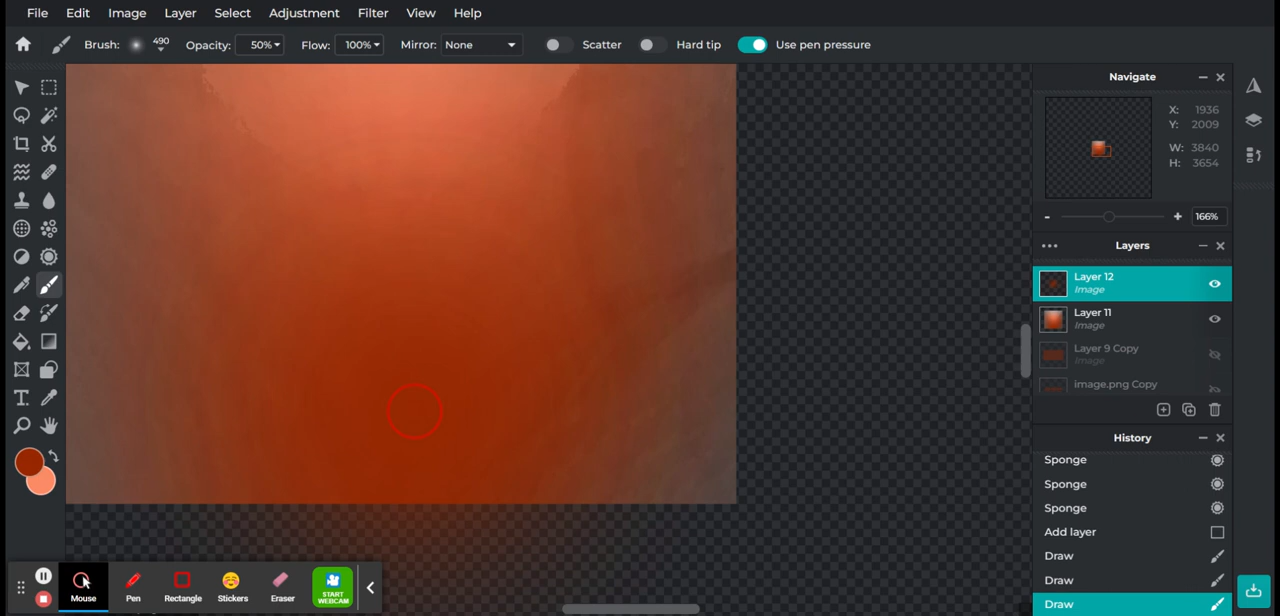 File Edit Image Layer Select Adjustment Filter View Help
Brush: 490 Opacity: 50% Flow: 100% Mirror: None Scatter Hard tip Use pen pressure
Navigate
X: 1936
Y: 2009
W: 3840
H: 3654
- + 166%
Layers
Layer 12
Image
Layer 11
Image
Layer 9 Copy
Image
image.png Copy
History
Sponge
Sponge
Sponge
Add layer
Draw
Draw
Draw
Mouse Pen Rectangle Stickers Eraser START
WEBCAM